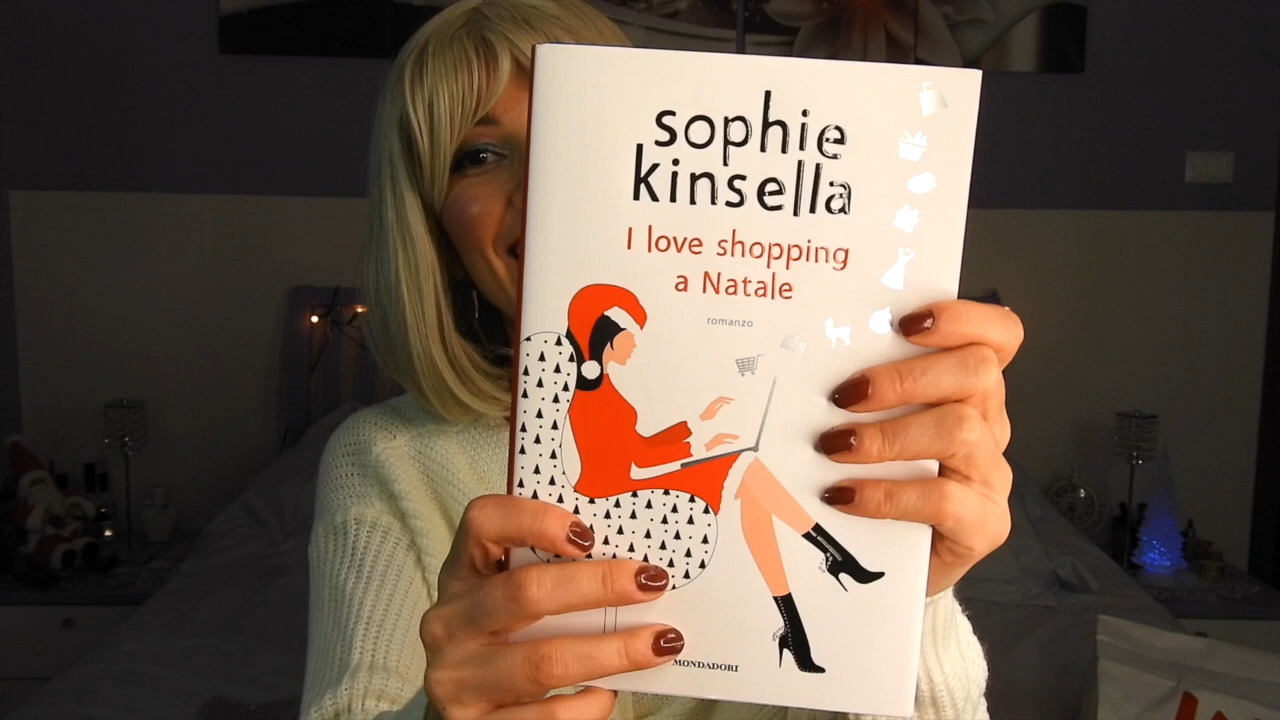 sophie
kinsella
I love shopping
a Natale
romanzo
MONDADORI